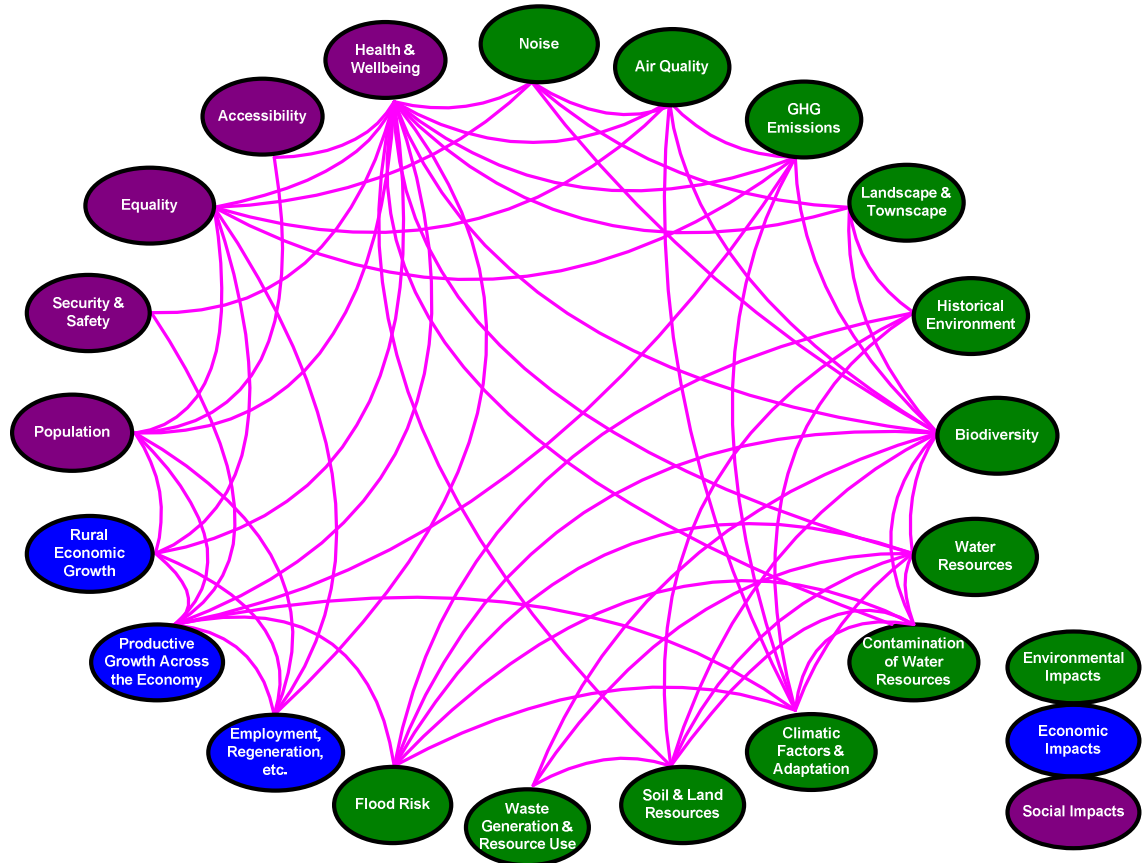 Noise
Health &
Wellbeing
Air Quality
Accessibility
GHG
Emissions
Equality
Landscape &
Townscape
Security &
Safety
Historical
Environment
Population
Biodiversity
Rural
Economic
Growth
Water
Resources
Productive
Growth Across
the Economy
Contamination
of Water
Resources
Employment,
Regeneration,
etc.
Climatic
Factors &
Adaptation
Flood Risk
Waste
Generation &
Resource Use
Soil & Land
Resources
Environmental
Impacts
Economic
Impacts
Social Impacts